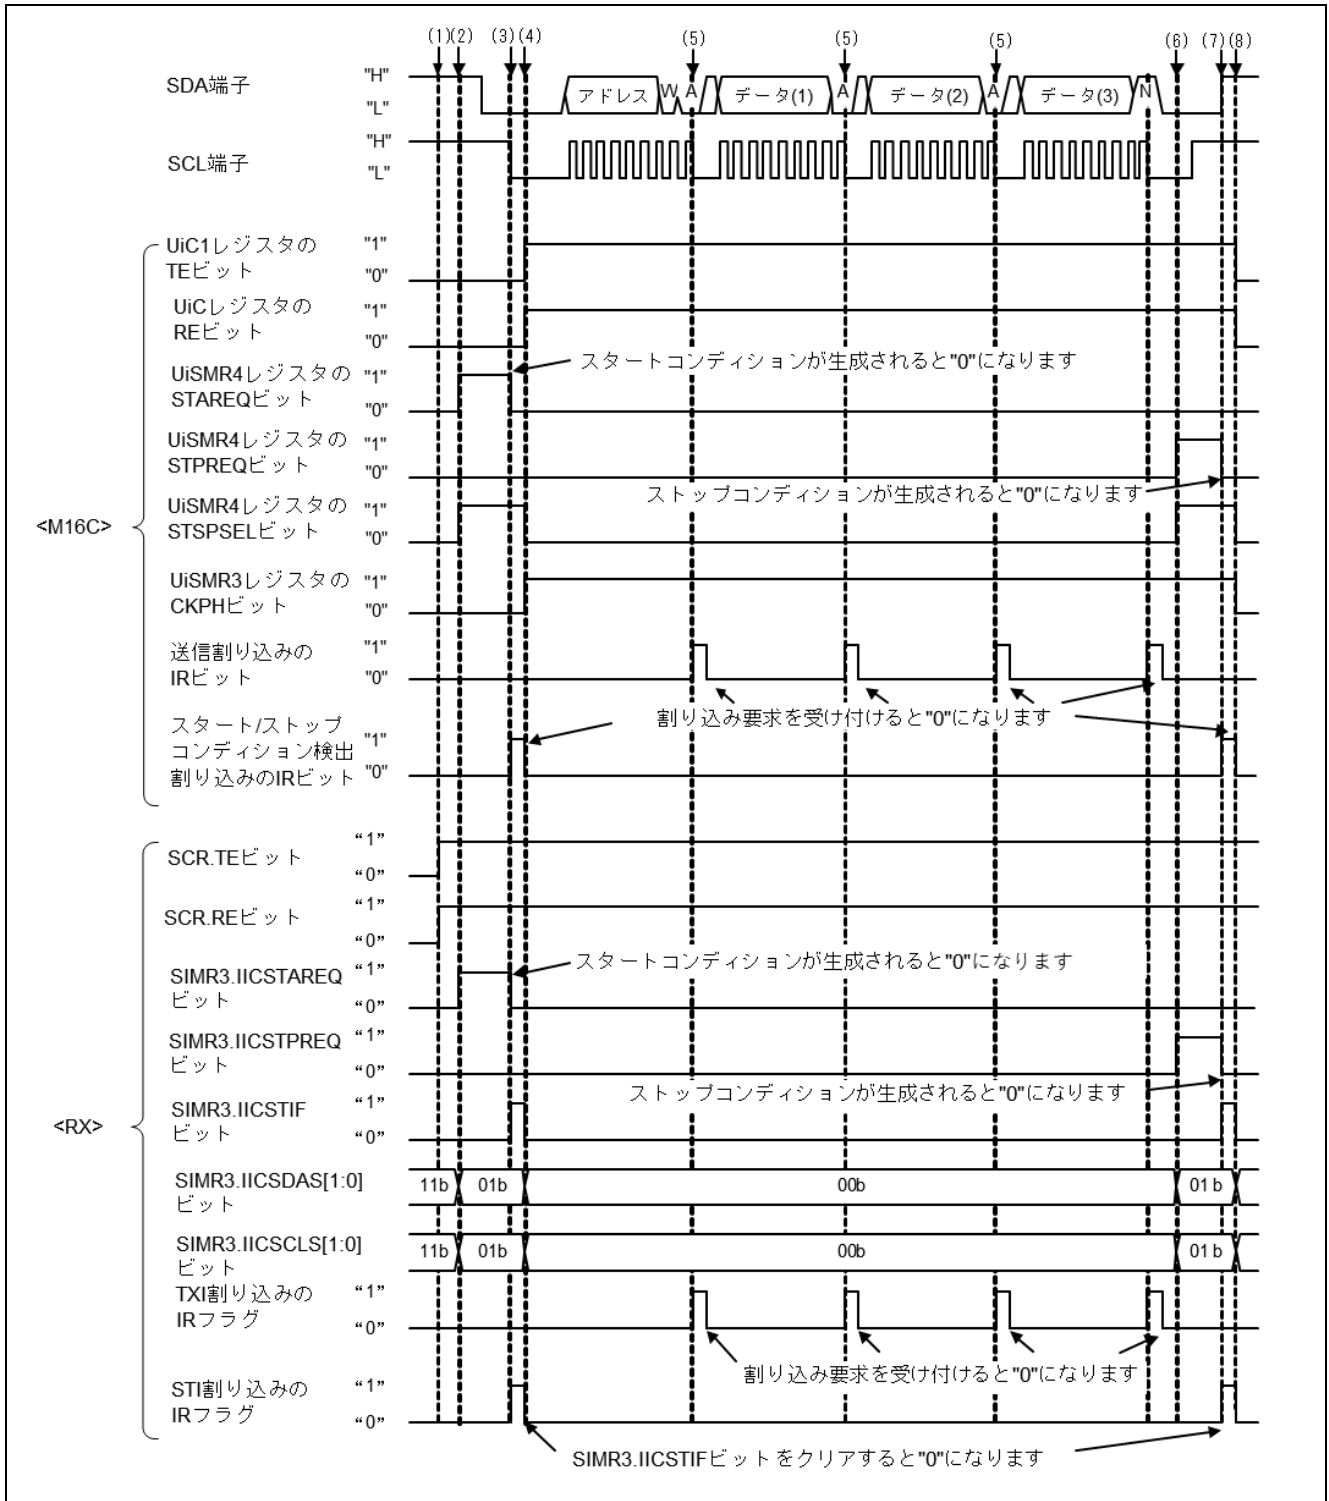 (1)(2) (3)(4) (5) (5) (5) (6) (7)(8)
SDA端子 "H" "L"
アドレス W A データ(1) A データ(2) A データ(3) N
SCL端子 "H" "L"
<M16C>
UiC1レジスタの "1"
TEビット "0"
UiCレジスタの "1"
REビット "0"
スタートコンディションが生成されると"0"になります
UiSMR4レジスタの "1"
STAREQビット "0"
UiSMR4レジスタの "1"
STPREQビット "0"
ストップコンディションが生成されると"0"になります
UiSMR4レジスタの "1"
STSPSELビット "0"
UiSMR3レジスタの "1"
CKPHビット "0"
送信割り込みの "1"
IRビット "0"
割り込み要求を受け付けると"0"になります
スタート/ストップ
コンディション検出 "1"
割り込みのIRビット "0"
<RX>
SCR.TEビット “1” “0”
SCR.REビット “1” “0”
スタートコンディションが生成されると"0"になります
SIMR3.IICSTAREQ “1”
ビット “0”
SIMR3.IICSTPREQ “1”
ビット “0”
ストップコンディションが生成されると"0"になります
SIMR3.IICSTIF “1”
ビット “0”
SIMR3.IICSDAS[1:0] 11b 01b 00b 01 b
ビット
SIMR3.IICSCLS[1:0] 11b 01b 00b 01 b
ビット
TXI割り込みの “1”
IRフラグ “0”
割り込み要求を受け付けると"0"になります
STI割り込みの “1”
IRフラグ “0”
SIMR3.IICSTIFビットをクリアすると"0"になります